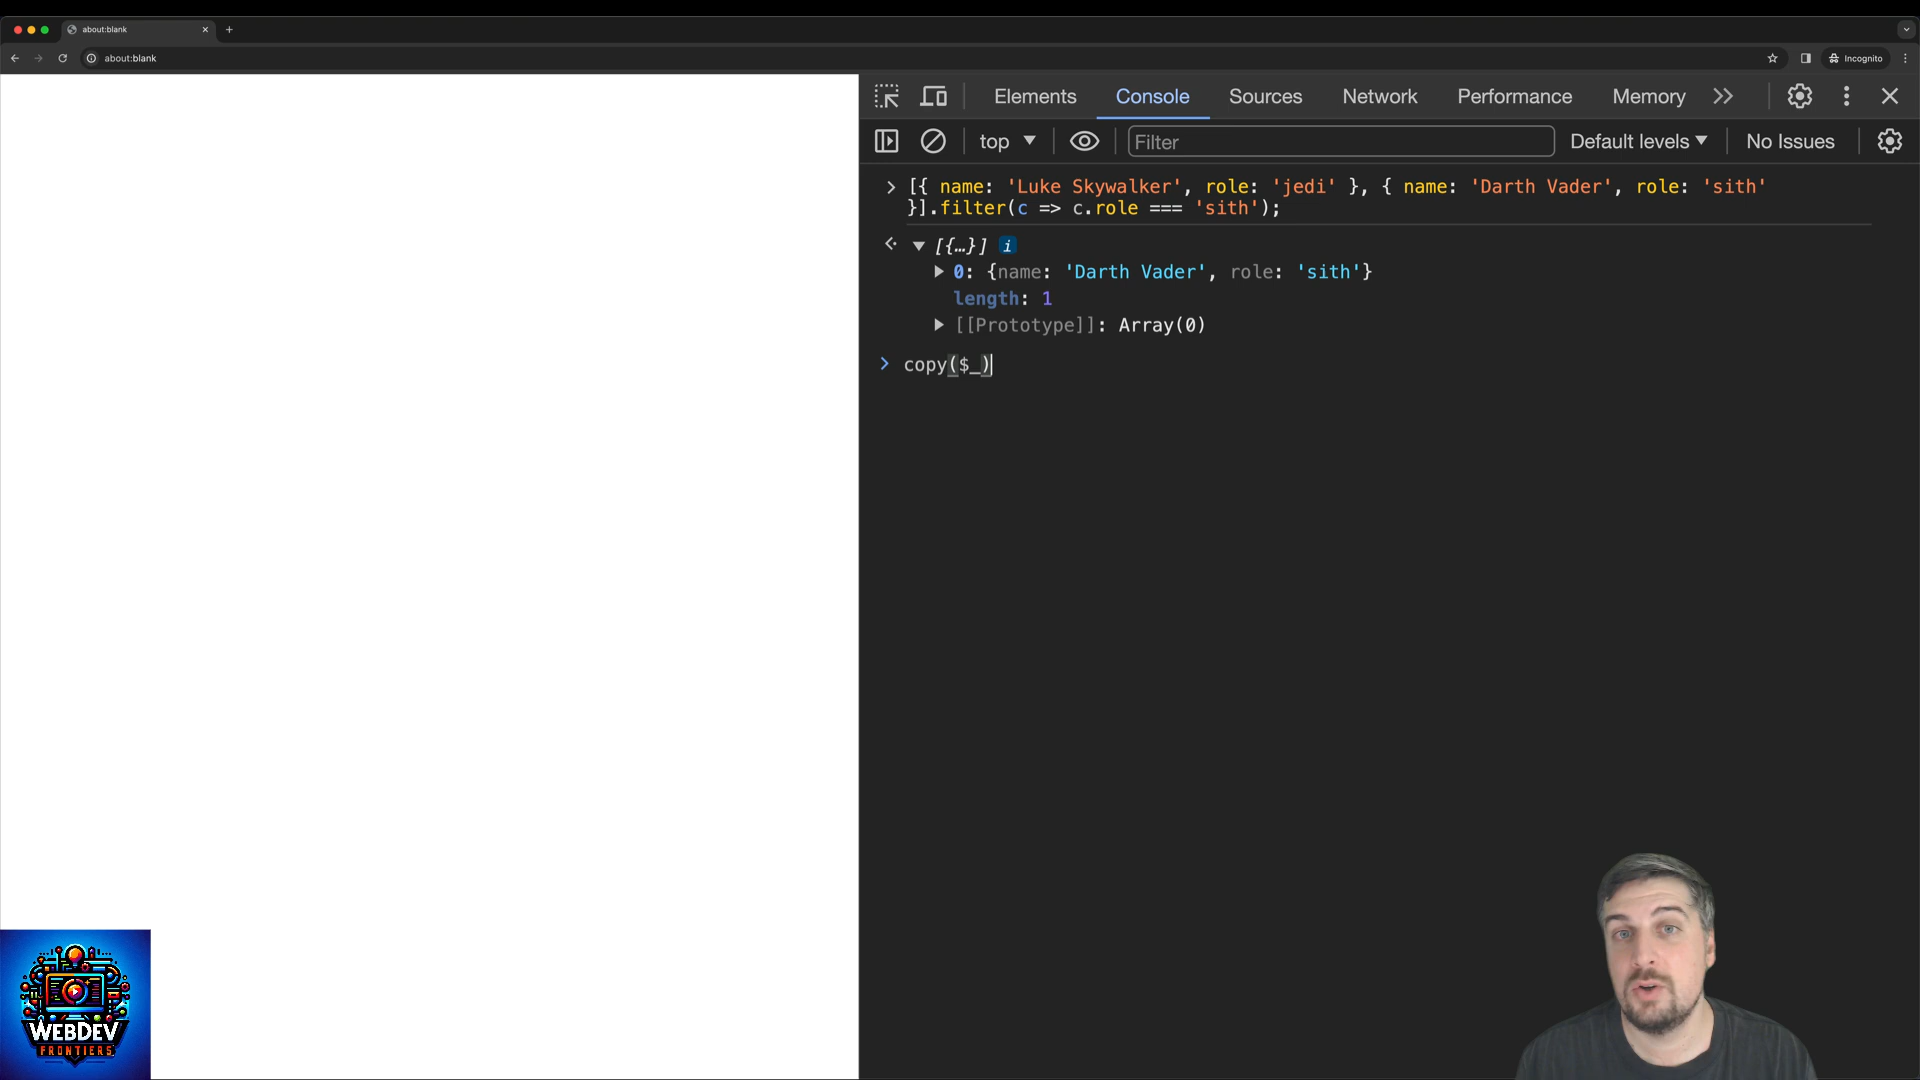 about:blank
about:blank
Incognito
Elements Console Sources Network Performance Memory
top Filter Default levels No Issues
[{ name: 'Luke Skywalker', role: 'jedi' }, { name: 'Darth Vader', role: 'sith'
}].filter(c => c.role === 'sith');
[{…}] i
0: {name: 'Darth Vader', role: 'sith'}
length: 1
[[Prototype]]: Array(0)
copy($_)
WEBDEV
FRONTIERS